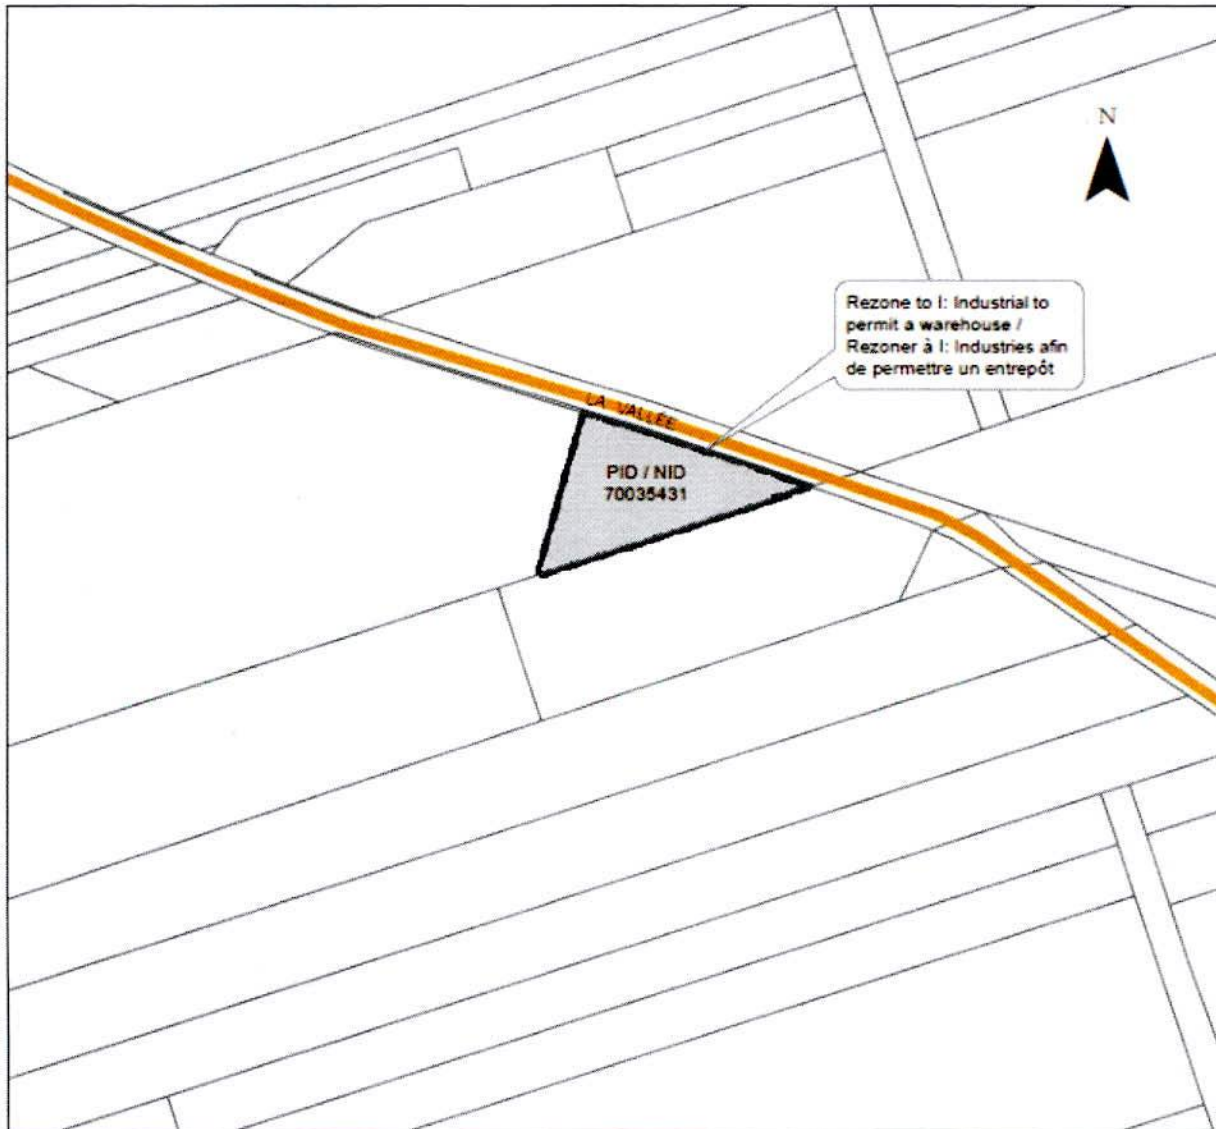 N
Rezone to I: Industrial to
permit a warehouse /
Rezoner à I: Industries afin
de permettre un entrepôt
LA VALLÉE
PID / NID
70035431